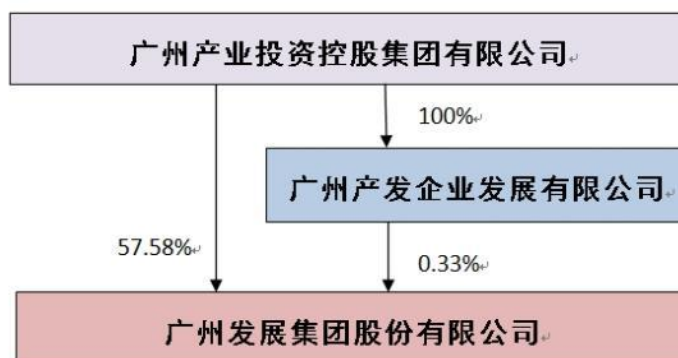 广州产业投资控股集团有限公司
100%
广州产发企业发展有限公司
57.58%
0.33%
广州发展集团股份有限公司